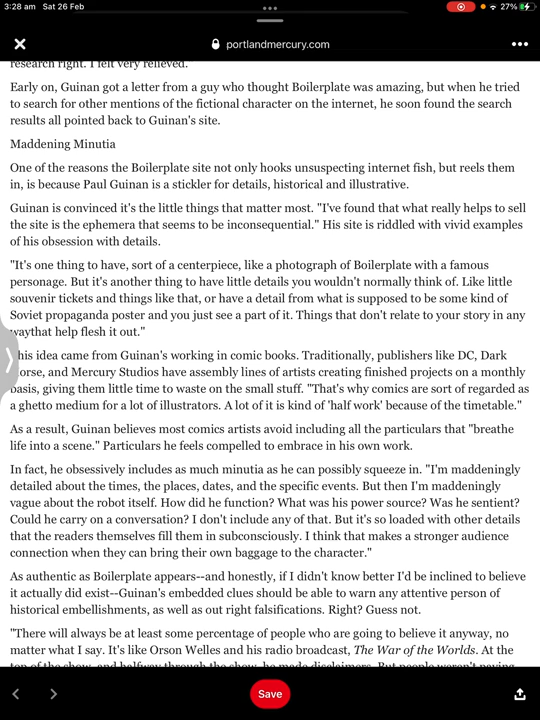 3:28 am Sat 26 Feb
27%
portlandmercury.com
research right. I felt very relieved.
Early on, Guinan got a letter from a guy who thought Boilerplate was amazing, but when he tried
to search for other mentions of the fictional character on the internet, he soon found the search
results all pointed back to Guinan's site.
Maddening Minutia
One of the reasons the Boilerplate site not only hooks unsuspecting internet fish, but reels them
in, is because Paul Guinan is a stickler for details, historical and illustrative.
Guinan is convinced it's the little things that matter most. "I've found that what really helps to sell
the site is the ephemera that seems to be inconsequential." His site is riddled with vivid examples
of his obsession with details.
"It's one thing to have, sort of a centerpiece, like a photograph of Boilerplate with a famous
personage. But it's another thing to have little details you wouldn't normally think of. Like little
souvenir tickets and things like that, or have a detail from what is supposed to be some kind of
Soviet propaganda poster and you just see a part of it. Things that don't relate to your story in any
waythat help flesh it out."
his idea came from Guinan's working in comic books. Traditionally, publishers like DC, Dark
orse, and Mercury Studios have assembly lines of artists creating finished projects on a monthly
basis, giving them little time to waste on the small stuff. "That's why comics are sort of regarded as
a ghetto medium for a lot of illustrators. A lot of it is kind of 'half work' because of the timetable."
As a result, Guinan believes most comics artists avoid including all the particulars that "breathe
life into a scene." Particulars he feels compelled to embrace in his own work.
In fact, he obsessively includes as much minutia as he can possibly squeeze in. "I'm maddeningly
detailed about the times, the places, dates, and the specific events. But then I'm maddeningly
vague about the robot itself. How did he function? What was his power source? Was he sentient?
Could he carry on a conversation? I don't include any of that. But it's so loaded with other details
that the readers themselves fill them in subconsciously. I think that makes a stronger audience
connection when they can bring their own baggage to the character."
As authentic as Boilerplate appears--and honestly, if I didn't know better I'd be inclined to believe
it actually did exist--Guinan's embedded clues should be able to warn any attentive person of
historical embellishments, as well as out right falsifications. Right? Guess not.
"There will always be at least some percentage of people who are going to believe it anyway, no
matter what I say. It's like Orson Welles and his radio broadcast, The War of the Worlds. At the
top of the show, and halfway through the show, he made disclaimers. But people weren't paying
Save